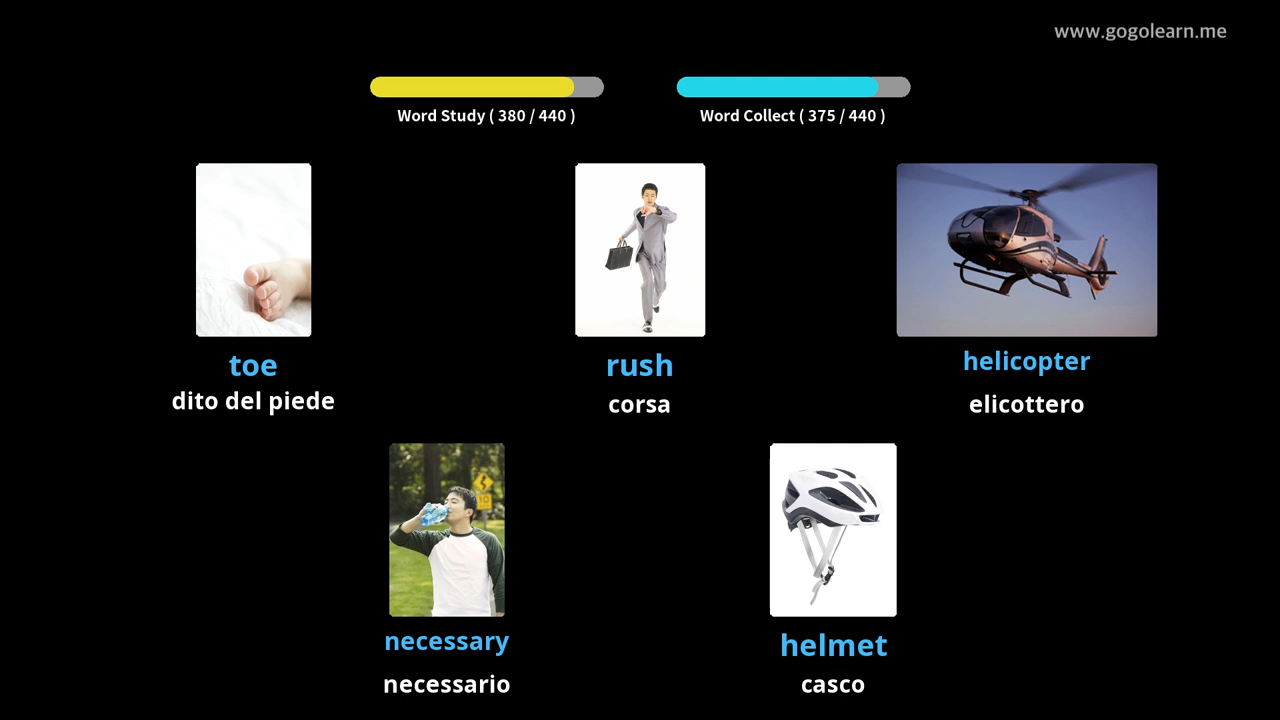 www.gogolearn.me
Word Study ( 380 / 440 )
Word Collect ( 375 / 440 )
toe
dito del piede
rush
corsa
helicopter
elicottero
10
necessary
necessario
helmet
casco